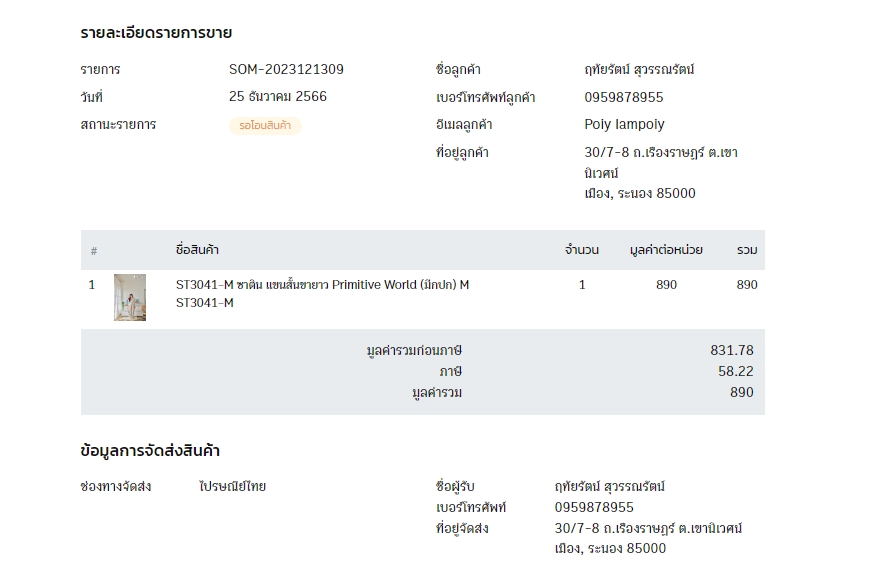 รายละเอียดรายการขาย
รายการ SOM-2023121309
วันที่ 25 ธันวาคม 2566
สถานะรายการ รอโอนสินค้า
ชื่อลูกค้า ฤทัยรัตน์ สุวรรณรัตน์
เบอร์โทรศัพท์ลูกค้า 0959878955
อีเมลลูกค้า Poiy Iampoiy
ที่อยู่ลูกค้า 30/7-8 ถ.เรืองราษฎร์ ต.เขา
นิเวศน์
เมือง, ระนอง 85000
# ชื่อสินค้า จำนวน มูลค่าต่อหน่วย รวม
1 ST3041-M ซาติน แขนสั้นขายาว Primitive World (มีกปก) M 1 890 890
ST3041-M
มูลค่ารวมก่อนภาษี 831.78
ภาษี 58.22
มูลค่ารวม 890
ข้อมูลการจัดส่งสินค้า
ช่องทางจัดส่ง ไปรษณีย์ไทย
ชื่อผู้รับ ฤทัยรัตน์ สุวรรณรัตน์
เบอร์โทรศัพท์ 0959878955
ที่อยู่จัดส่ง 30/7-8 ถ.เรืองราษฎร์ ต.เขานิเวศน์
เมือง, ระนอง 85000